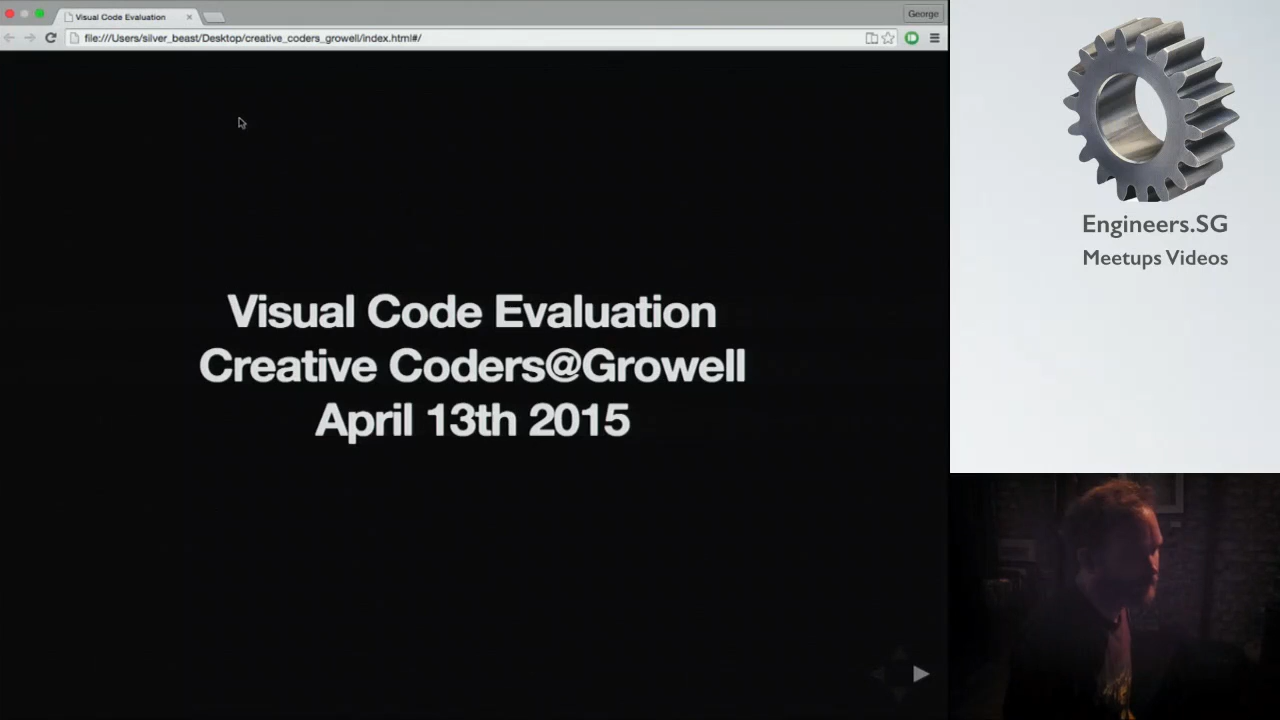 Visual Code Evaluation
George
file:///Users/silver_beast/Desktop/creative_coders_growell/index.html#/
Visual Code Evaluation
Creative Coders@Growell
April 13th 2015
Engineers.SG
Meetups Videos